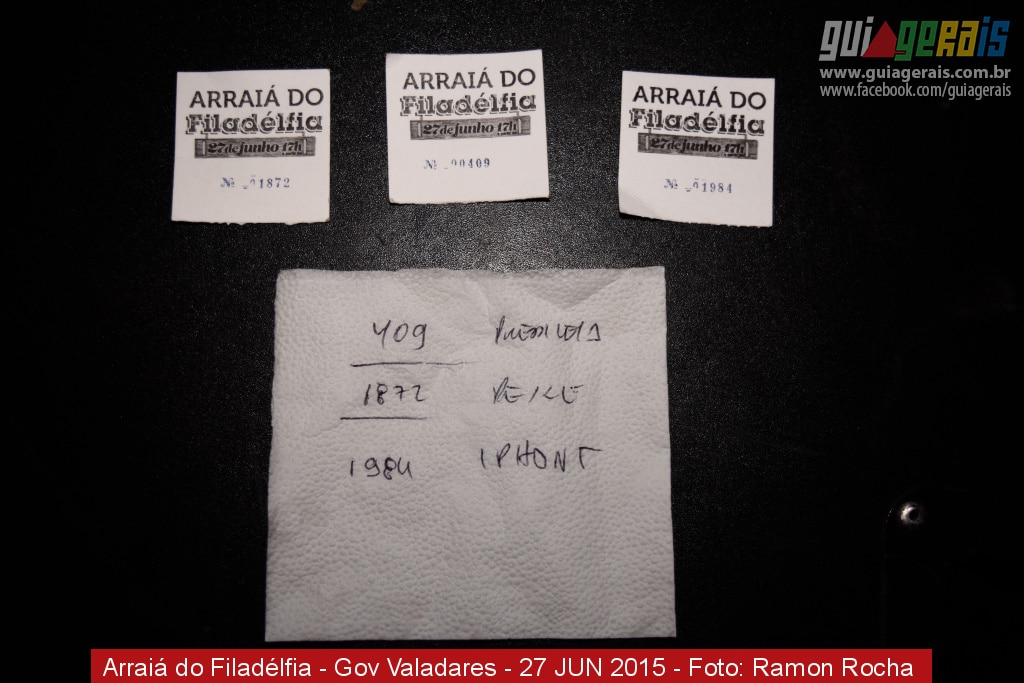 guiagerais
www.guiagerais.com.br
www.facebook.com/guiagerais
ARRAIÁ DO
Filadélfia
27 de junho 17h
Nº 01872
ARRAIÁ DO
Filadélfia
27 de junho 17h
Nº 00409
ARRAIÁ DO
Filadélfia
27 de junho 17h
Nº 01984
409
1872
1984 IPHONE
Arraiá do Filadélfia - Gov Valadares - 27 JUN 2015 - Foto: Ramon Rocha